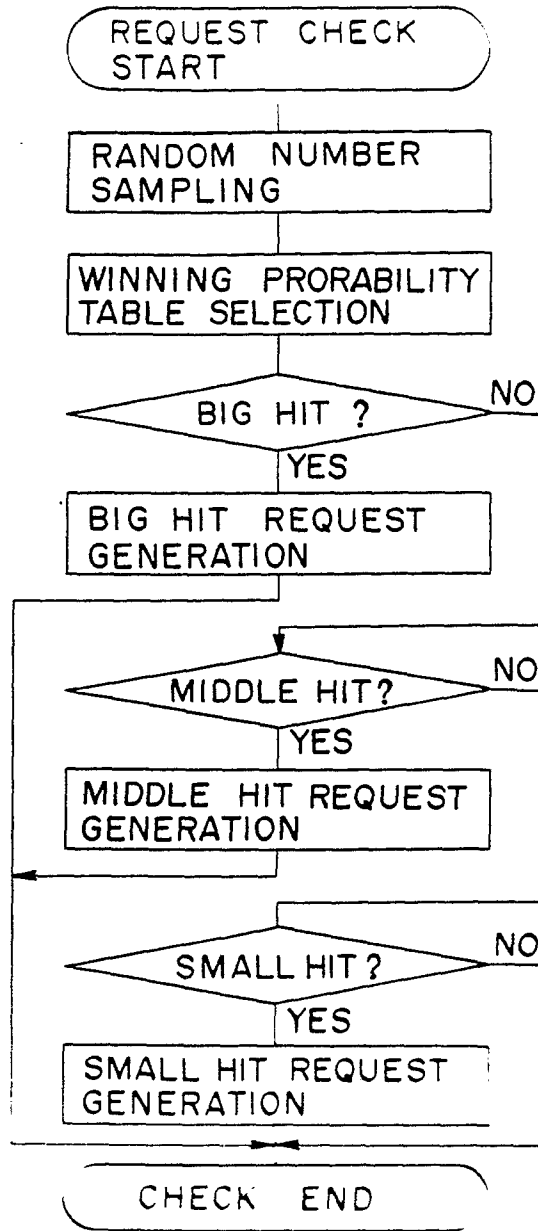 REQUEST CHECK
START
RANDOM NUMBER
SAMPLING
WINNING PRORABILITY
TABLE SELECTION
BIG HIT ?
NO
YES
BIG HIT REQUEST
GENERATION
MIDDLE HIT?
NO
YES
MIDDLE HIT REQUEST
GENERATION
SMALL HIT?
NO
YES
SMALL HIT REQUEST
GENERATION
CHECK END